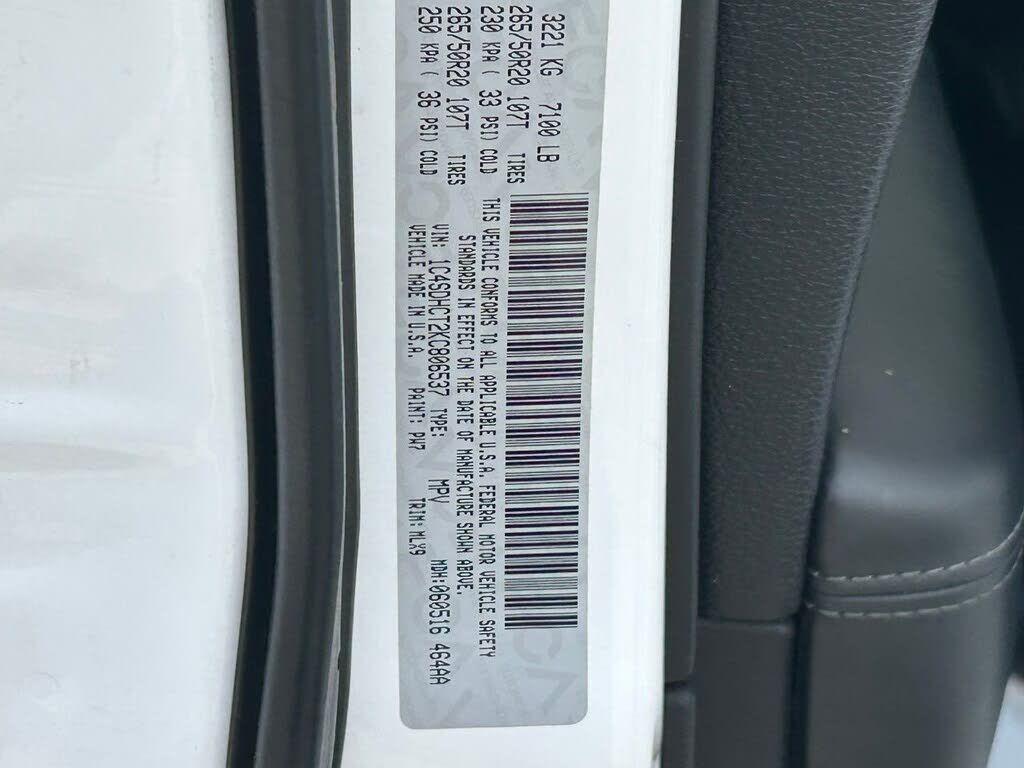 3221 KG 7100 LB
265/50R20 107T TIRES
230 KPA ( 33 PSI) COLD
265/50R20 107T TIRES
250 KPA ( 36 PSI) COLD
THIS VEHICLE CONFORMS TO ALL APPLICABLE U.S.A. FEDERAL MOTOR VEHICLE SAFETY
STANDARDS IN EFFECT ON THE DATE OF MANUFACTURE SHOWN ABOVE.
VIN: 1C4SDHCT2KC806537 TYPE: MPV MDH:060516 464AA
VEHICLE MADE IN U.S.A. PAINT: PW7 TRIM: MLX9